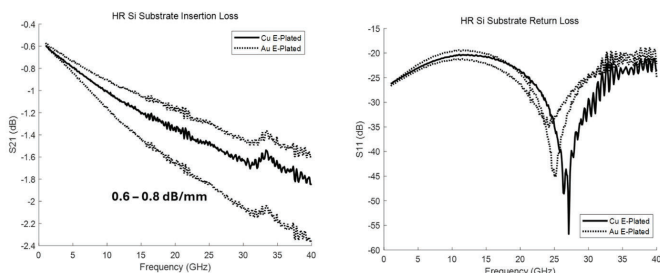 HR Si Substrate Insertion Loss
-0.4
-0.6
-0.8
-1
-1.2
-1.4
-1.6
-1.8
-2
-2.2
-2.4
S21 (dB)
Cu E-Plated
Au E-Plated
0.6 – 0.8 dB/mm
0 5 10 15 20 25 30 35 40
Frequency (GHz)
HR Si Substrate Return Loss
-11
-15
-20
-25
-30
-35
-40
-45
-50
-55
-60
S11 (dB)
Cu E-Plated
Au E-Plated
0 5 10 15 20 25 30 35 40
Frequency (GHz)